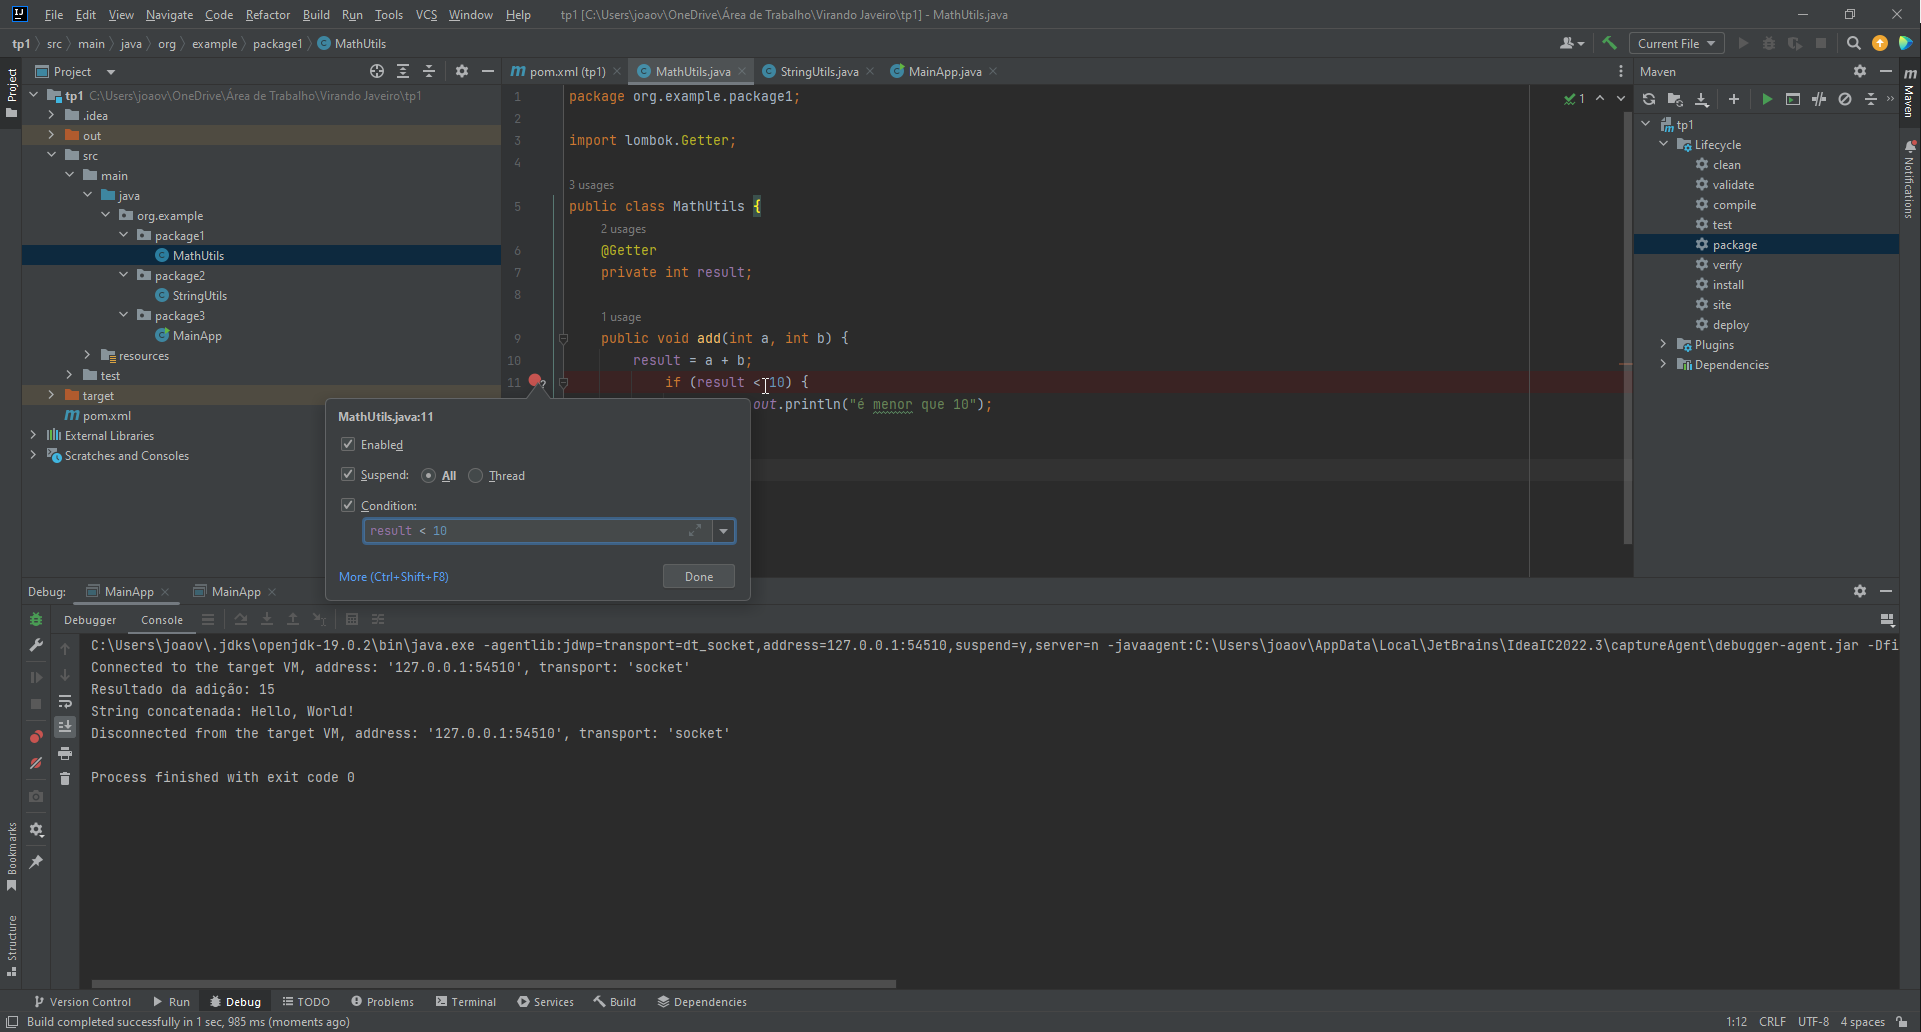 File Edit View Navigate Code Refactor Build Run Tools VCS Window Help tp1 [C:\Users\joaov\OneDrive\Área de Trabalho\Virando Javeiro\tp1] - MathUtils.java
tp1 src main java org example package1 MathUtils
Current File
Project
pom.xml (tp1) MathUtils.java StringUtils.java MainApp.java
Maven
Project
Maven
Notifications
tp1 C:\Users\joaov\OneDrive\Área de Trabalho\Virando Javeiro\tp1
.idea
out
src
main
java
org.example
package1
MathUtils
package2
StringUtils
package3
MainApp
resources
test
target
pom.xml
External Libraries
Scratches and Consoles
1 package org.example.package1;
1
2
3 import lombok.Getter;
4
3 usages
5 public class MathUtils {
2 usages
6 @Getter
7 private int result;
8
1 usage
9 public void add(int a, int b) {
10 result = a + b;
11 if (result < 10) {
out.println("é menor que 10");
tp1
Lifecycle
clean
validate
compile
test
package
verify
install
site
deploy
Plugins
Dependencies
MathUtils.java:11
Enabled
Suspend: All Thread
Condition:
result < 10
More (Ctrl+Shift+F8)
Done
Debug: MainApp MainApp
Debugger Console
C:\Users\joaov\.jdks\openjdk-19.0.2\bin\java.exe -agentlib:jdwp=transport=dt_socket,address=127.0.0.1:54510,suspend=y,server=n -javaagent:C:\Users\joaov\AppData\Local\JetBrains\IdeaIC2022.3\captureAgent\debugger-agent.jar -Dfi
Connected to the target VM, address: '127.0.0.1:54510', transport: 'socket'
Resultado da adição: 15
String concatenada: Hello, World!
Disconnected from the target VM, address: '127.0.0.1:54510', transport: 'socket'
Process finished with exit code 0
Bookmarks
Structure
Version Control Run Debug TODO Problems Terminal Services Build Dependencies
Build completed successfully in 1 sec, 985 ms (moments ago)
1:12 CRLF UTF-8 4 spaces